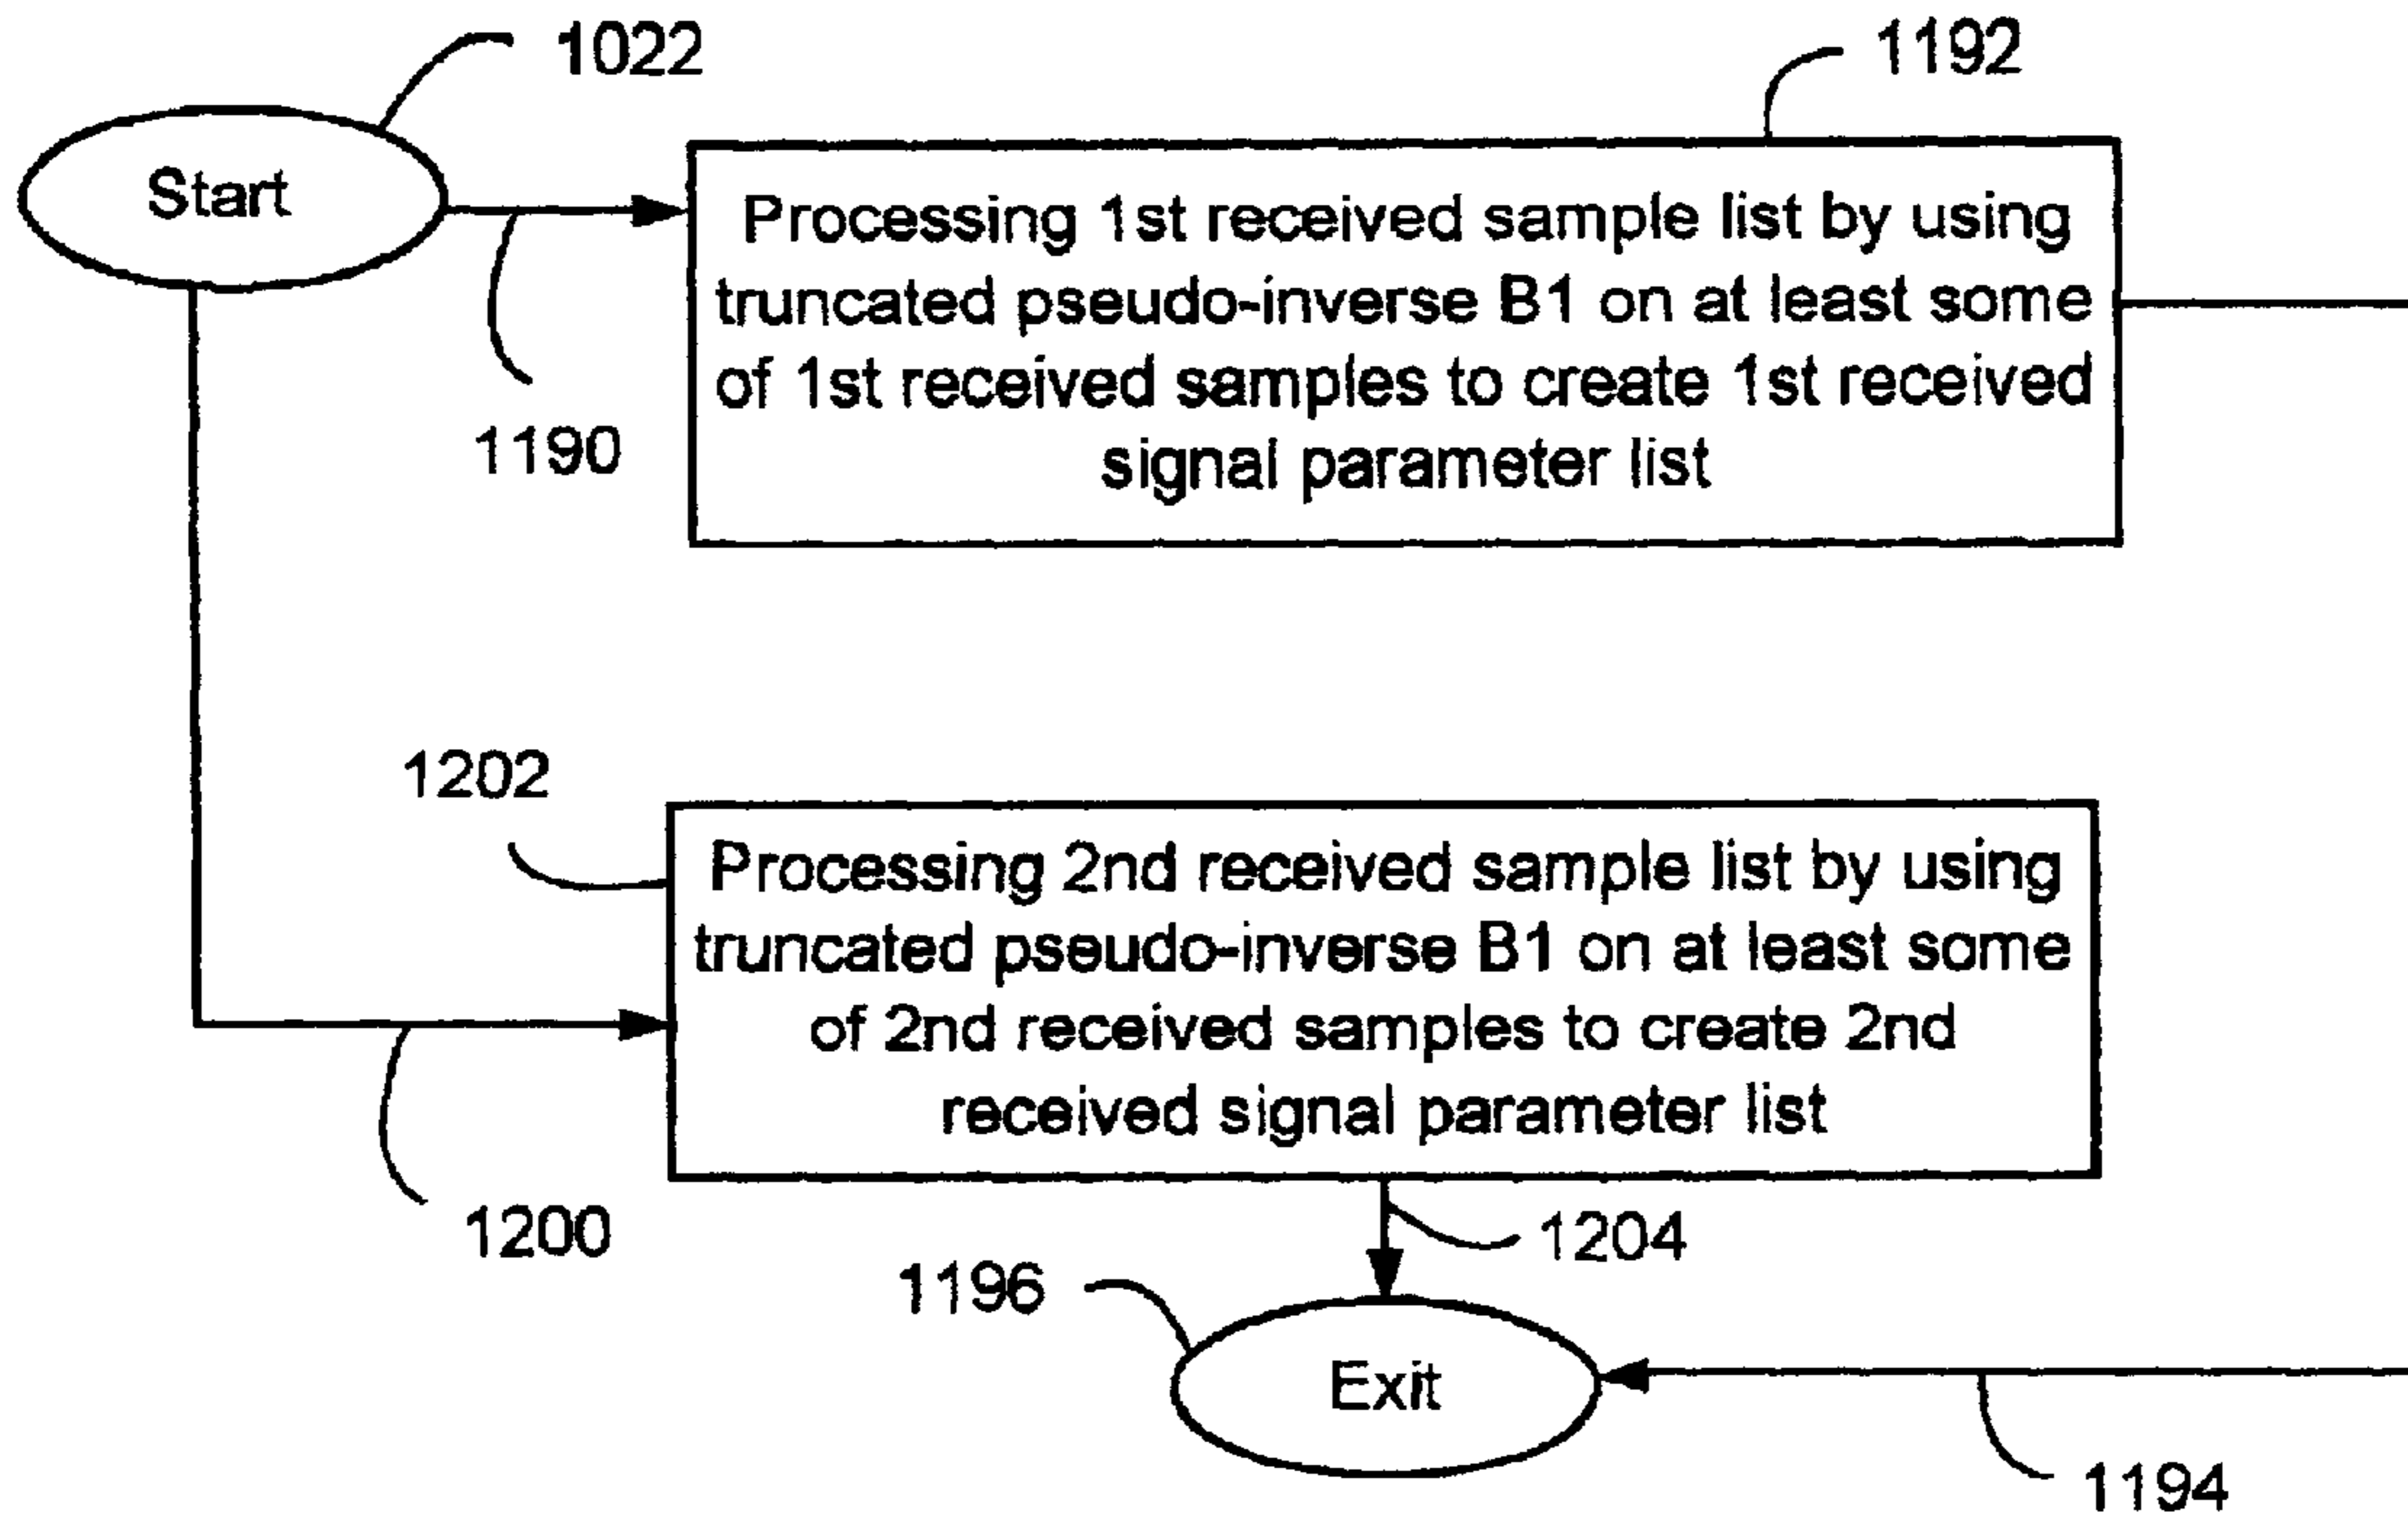 1022
1192
Start
Processing 1st received sample list by using
truncated pseudo-inverse B1 on at least some
of 1st received samples to create 1st received
signal parameter list
1190
1202
Processing 2nd received sample list by using
truncated pseudo-inverse B1 on at least some
of 2nd received samples to create 2nd
received signal parameter list
1200
1204
1196
Exit
1194